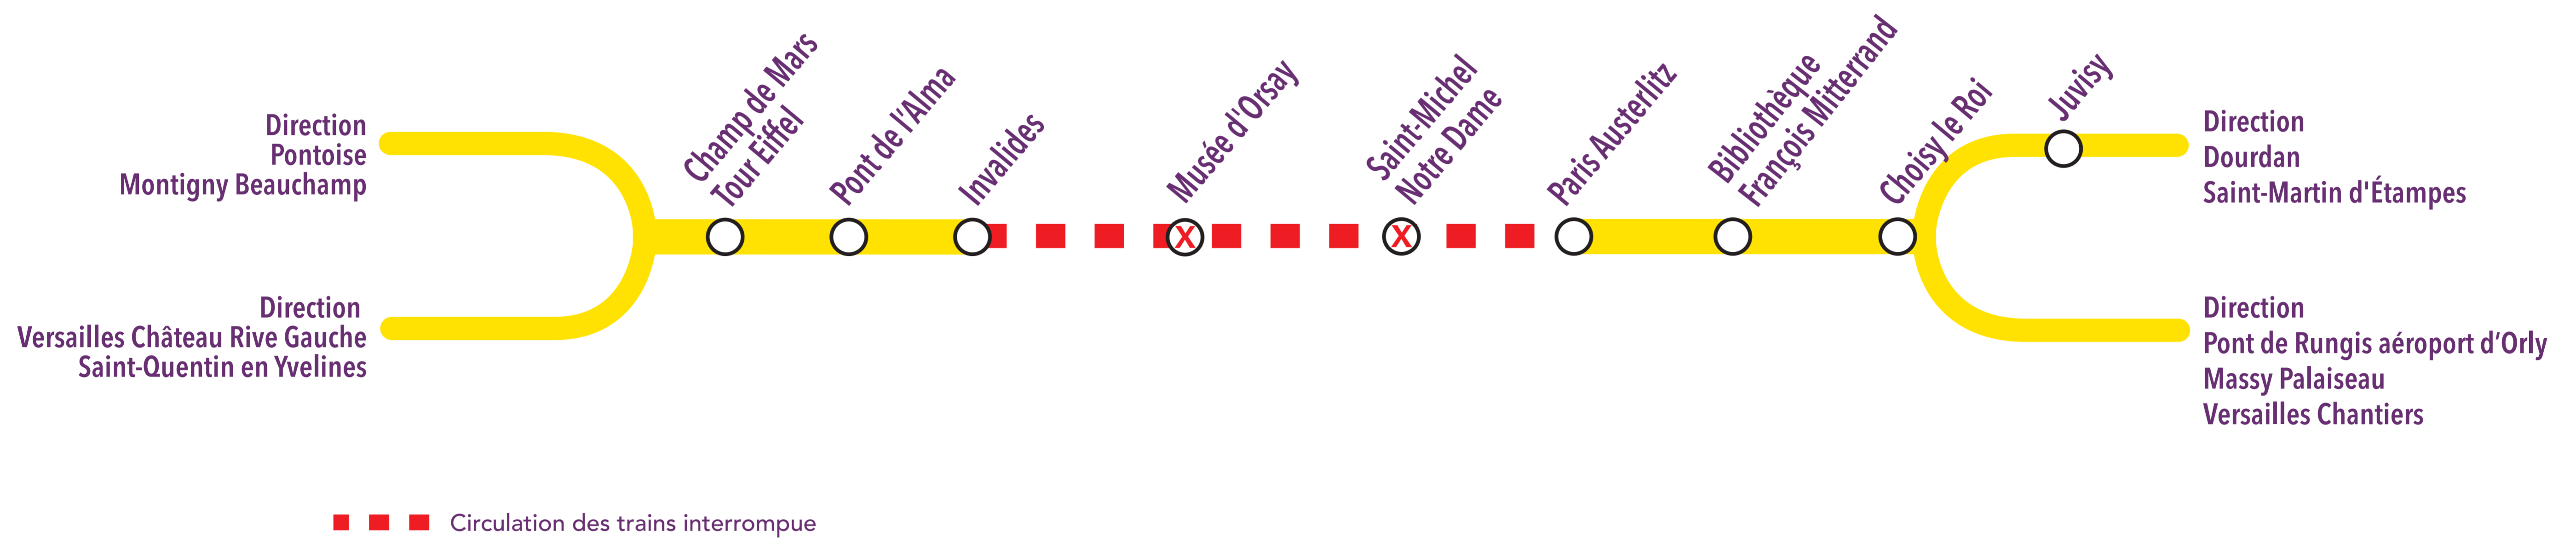 Direction
Pontoise
Montigny Beauchamp
Direction
Versailles Château Rive Gauche
Saint-Quentin en Yvelines
Champ de Mars
Tour Eiffel
Pont de l'Alma
Invalides
Musée d'Orsay
X
Saint-Michel
Notre Dame
X
Paris Austerlitz
Bibliothèque
François Mitterrand
Choisy le Roi
Juvisy
Direction
Dourdan
Saint-Martin d'Étampes
Direction
Pont de Rungis aéroport d’Orly
Massy Palaiseau
Versailles Chantiers
Circulation des trains interrompue